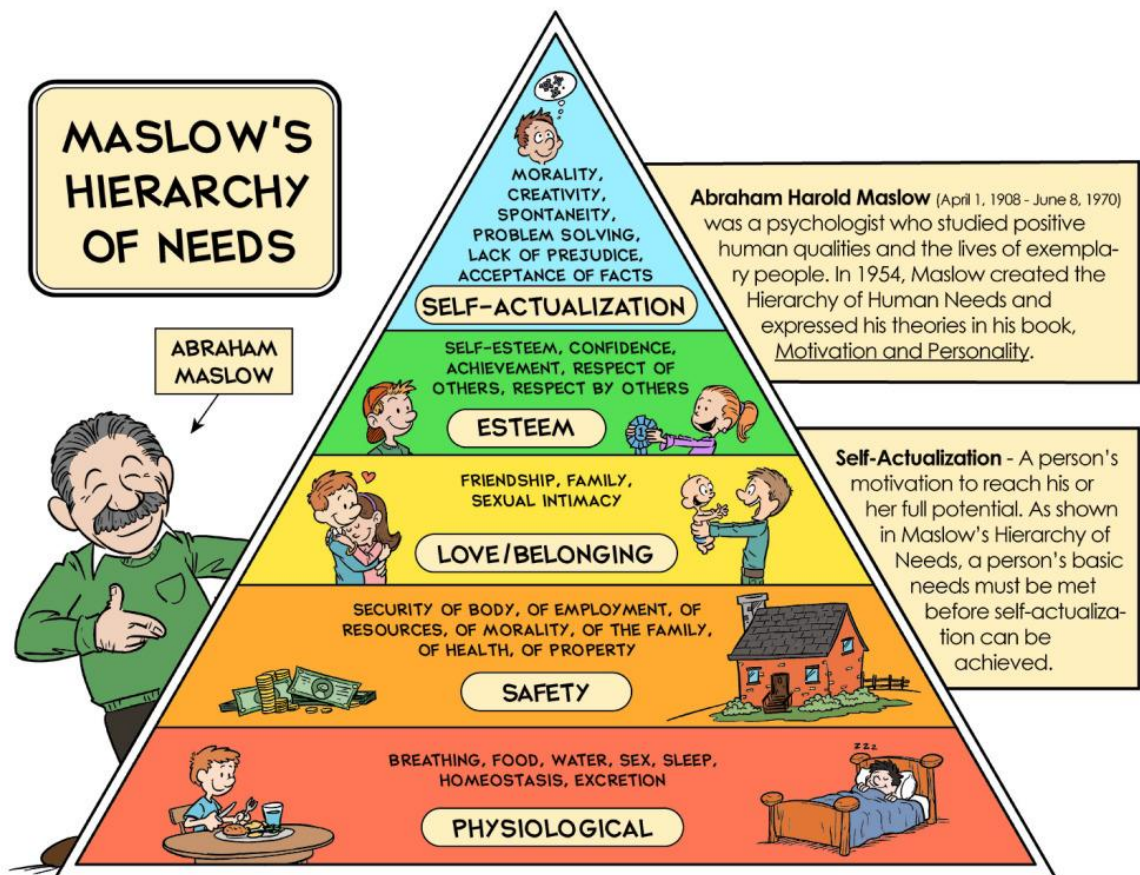 MASLOW'S
HIERARCHY
OF NEEDS
ABRAHAM
MASLOW
MORALITY,
CREATIVITY,
SPONTANEITY,
PROBLEM SOLVING,
LACK OF PREJUDICE,
ACCEPTANCE OF FACTS
SELF-ACTUALIZATION
SELF-ESTEEM, CONFIDENCE,
ACHIEVEMENT, RESPECT OF
OTHERS, RESPECT BY OTHERS
ESTEEM
1
FRIENDSHIP, FAMILY,
SEXUAL INTIMACY
LOVE/BELONGING
SECURITY OF BODY, OF EMPLOYMENT, OF
RESOURCES, OF MORALITY, OF THE FAMILY,
OF HEALTH, OF PROPERTY
SAFETY
BREATHING, FOOD, WATER, SEX, SLEEP,
HOMEOSTASIS, EXCRETION
PHYSIOLOGICAL
ZZZ
Abraham Harold Maslow (April 1, 1908 - June 8, 1970)
was a psychologist who studied positive
human qualities and the lives of exempla-
ry people. In 1954, Maslow created the
Hierarchy of Human Needs and
expressed his theories in his book,
Motivation and Personality.
Self-Actualization - A person's
motivation to reach his or
her full potential. As shown
in Maslow's Hierarchy of
Needs, a person's basic
needs must be met
before self-actualiza-
tion can be
achieved.